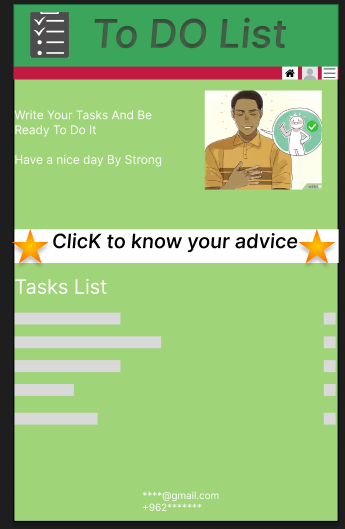 To DO List
Write Your Tasks And Be
Ready To Do It
Have a nice day By Strong
ClicK to know your advice
Tasks List
****@gmail.com
+962*******